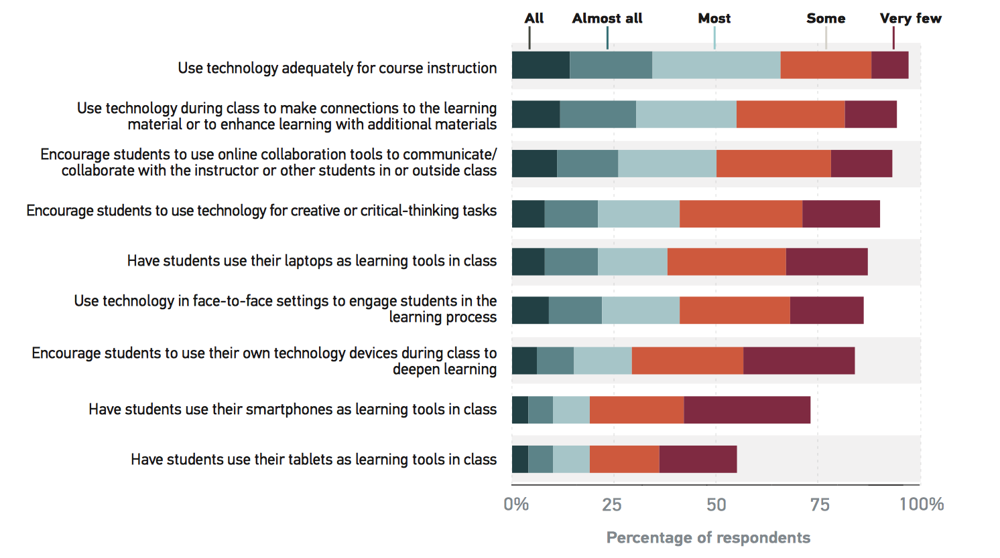 All Almost all Most Some Very few
Use technology adequately for course instruction
Use technology during class to make connections to the learning
material or to enhance learning with additional materials
Encourage students to use online collaboration tools to communicate/
collaborate with the instructor or other students in or outside class
Encourage students to use technology for creative or critical-thinking tasks
Have students use their laptops as learning tools in class
Use technology in face-to-face settings to engage students in the
learning process
Encourage students to use their own technology devices during class to
deepen learning
Have students use their smartphones as learning tools in class
Have students use their tablets as learning tools in class
0% 25 50 75 100%
Percentage of respondents